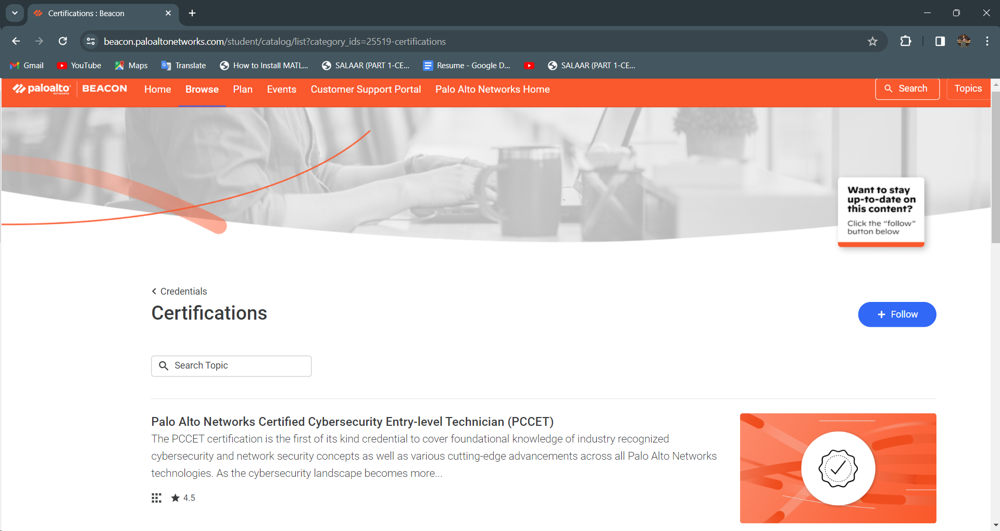 Certifications : Beacon
beacon.paloaltonetworks.com/student/catalog/list?category_ids=25519-certifications
Gmail YouTube Maps Translate How to Install MATL... SALAAR (PART 1-CE... Resume - Google D... SALAAR (PART 1-CE...
paloalto NETWORKS BEACON Home Browse Plan Events Customer Support Portal Palo Alto Networks Home Search Topics
Want to stay
up-to-date on
this content?
Click the “follow”
button below
Credentials
Certifications
+ Follow
Search Topic
Palo Alto Networks Certified Cybersecurity Entry-level Technician (PCCET)
The PCCET certification is the first of its kind credential to cover foundational knowledge of industry recognized
cybersecurity and network security concepts as well as various cutting-edge advancements across all Palo Alto Networks
technologies. As the cybersecurity landscape becomes more...
4.5